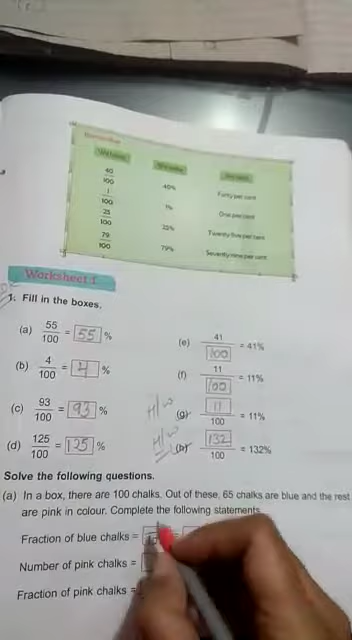 40/100 40% Forty per cent
1/100 1% One per cent
25/100 25% Twenty five per cent
79/100 79% Seventy nine per cent
Worksheet 1
1. Fill in the boxes.
(a) 55/100 = 55 %
(b) 4/100 = 4 %
(c) 93/100 = 93 %
(d) 125/100 = 125 %
(e) 41/100 = 41%
(f) 11/100 = 11%
H/W (g) 11/100 = 11%
H/W (h) 132/100 = 132%
Solve the following questions.
(a) In a box, there are 100 chalks. Out of these, 65 chalks are blue and the rest
are pink in colour. Complete the following statements.
Fraction of blue chalks =
Number of pink chalks =
Fraction of pink chalks =